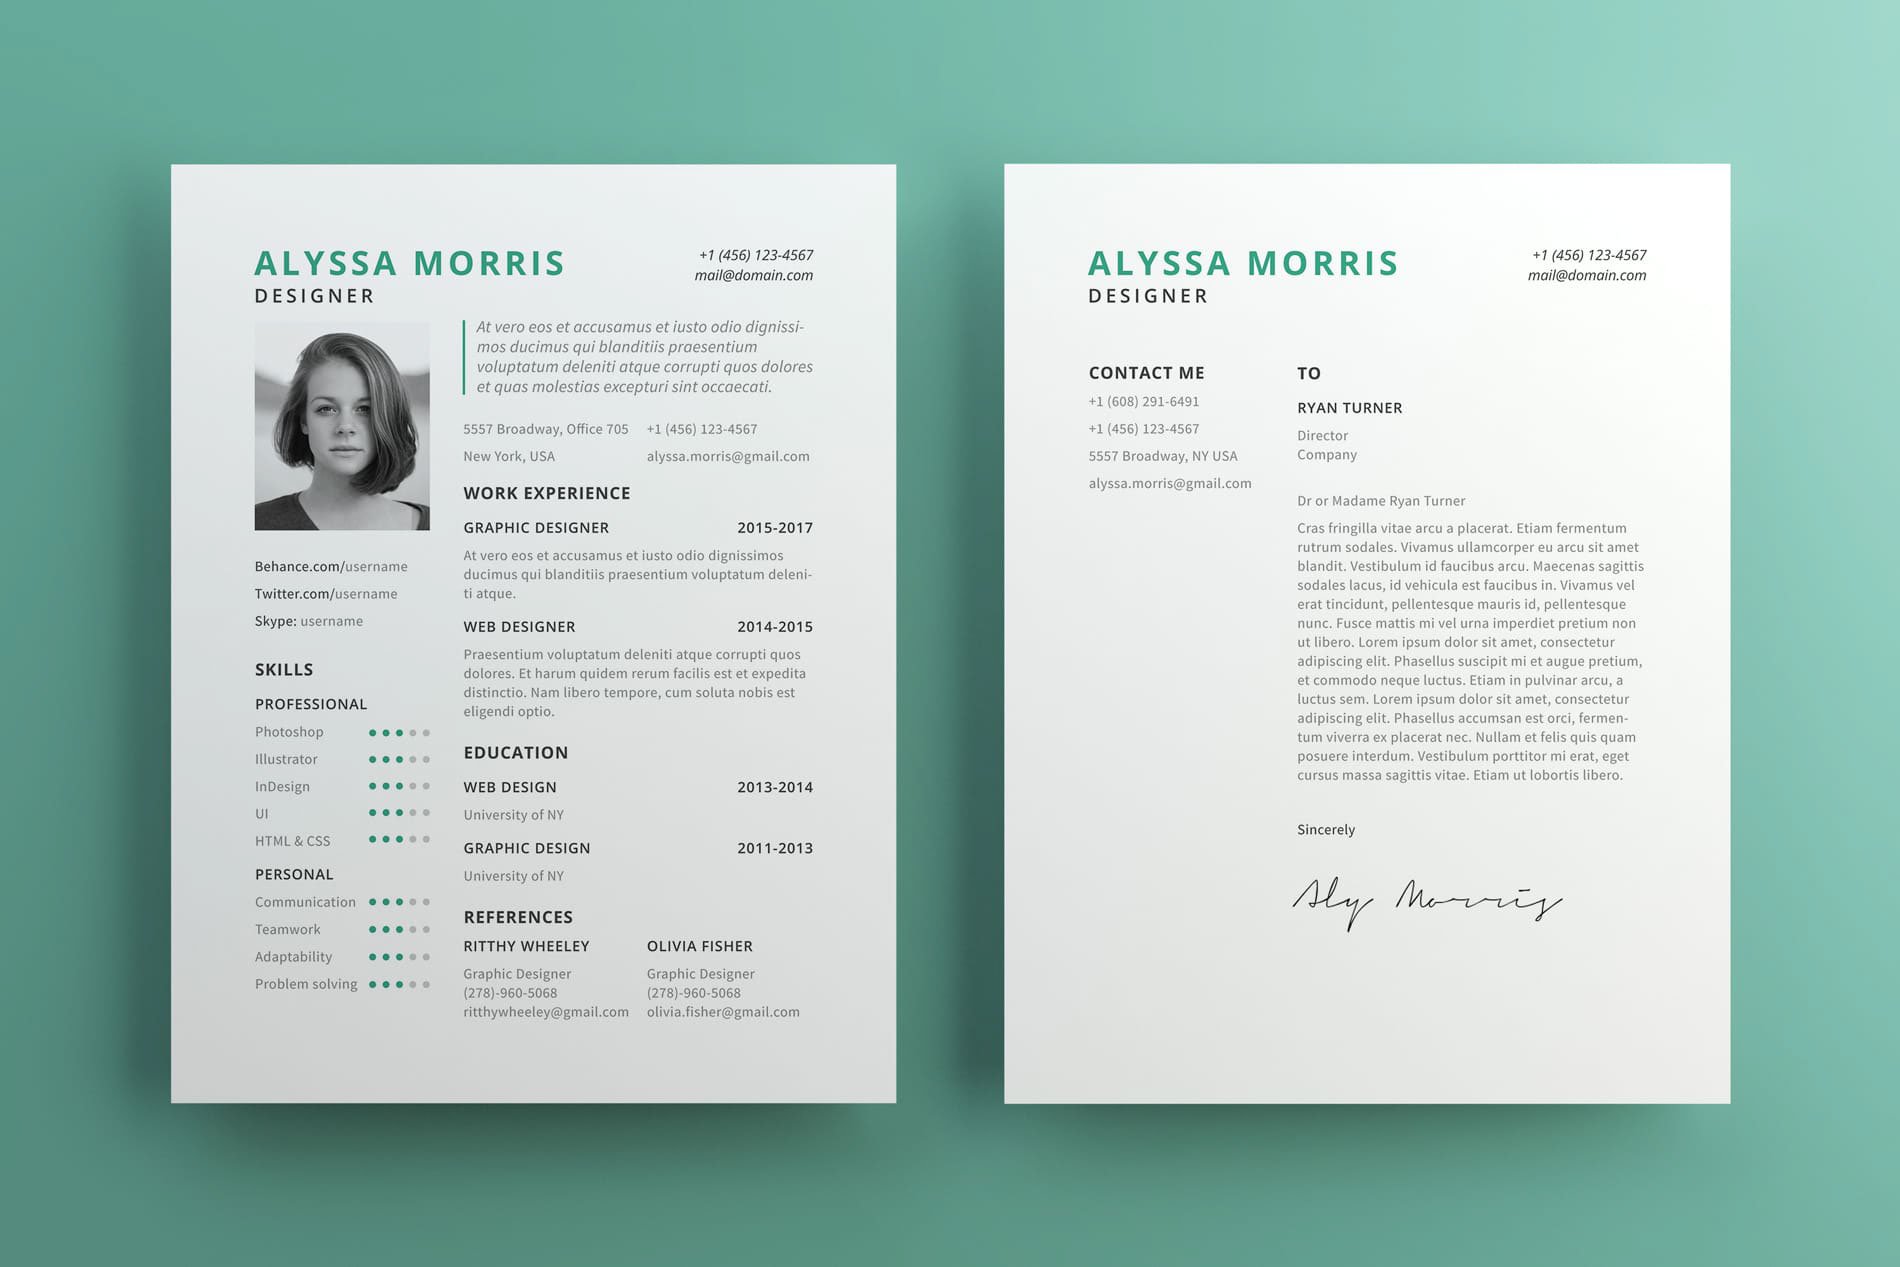 ALYSSA MORRIS
DESIGNER
+1 (456) 123-4567
mail@domain.com
At vero eos et accusamus et iusto odio dignissi-
mos ducimus qui blanditiis praesentium
voluptatum deleniti atque corrupti quos dolores
et quas molestias excepturi sint occaecati.
5557 Broadway, Office 705
+1 (456) 123-4567
New York, USA
alyssa.morris@gmail.com
Behance.com/username
Twitter.com/username
Skype: username
SKILLS
PROFESSIONAL
Photoshop
Illustrator
InDesign
UI
HTML & CSS
PERSONAL
Communication
Teamwork
Adaptability
Problem solving
WORK EXPERIENCE
GRAPHIC DESIGNER 2015-2017
At vero eos et accusamus et iusto odio dignissimos
ducimus qui blanditiis praesentium voluptatum deleni-
ti atque.
WEB DESIGNER 2014-2015
Praesentium voluptatum deleniti atque corrupti quos
dolores. Et harum quidem rerum facilis est et expedita
distinctio. Nam libero tempore, cum soluta nobis est
eligendi optio.
EDUCATION
WEB DESIGN 2013-2014
University of NY
GRAPHIC DESIGN 2011-2013
University of NY
REFERENCES
RITTHY WHEELEY
Graphic Designer
(278)-960-5068
ritthywheeley@gmail.com
OLIVIA FISHER
Graphic Designer
(278)-960-5068
olivia.fisher@gmail.com
ALYSSA MORRIS
DESIGNER
+1 (456) 123-4567
mail@domain.com
CONTACT ME
+1 (608) 291-6491
+1 (456) 123-4567
5557 Broadway, NY USA
alyssa.morris@gmail.com
TO
RYAN TURNER
Director
Company
Dr or Madame Ryan Turner
Cras fringilla vitae arcu a placerat. Etiam fermentum
rutrum sodales. Vivamus ullamcorper eu arcu sit amet
blandit. Vestibulum id faucibus arcu. Maecenas sagittis
sodales lacus, id vehicula est faucibus in. Vivamus vel
erat tincidunt, pellentesque mauris id, pellentesque
nunc. Fusce mattis mi vel urna imperdiet pretium non
ut libero. Lorem ipsum dolor sit amet, consectetur
adipiscing elit. Phasellus suscipit mi et augue pretium,
et commodo neque luctus. Etiam in pulvinar arcu, a
luctus sem. Lorem ipsum dolor sit amet, consectetur
adipiscing elit. Phasellus accumsan est orci, fermen-
tum viverra ex placerat nec. Nullam et felis quis quam
posuere interdum. Vestibulum porttitor mi erat, eget
cursus massa sagittis vitae. Etiam ut lobortis libero.
Sincerely
Aly Morris